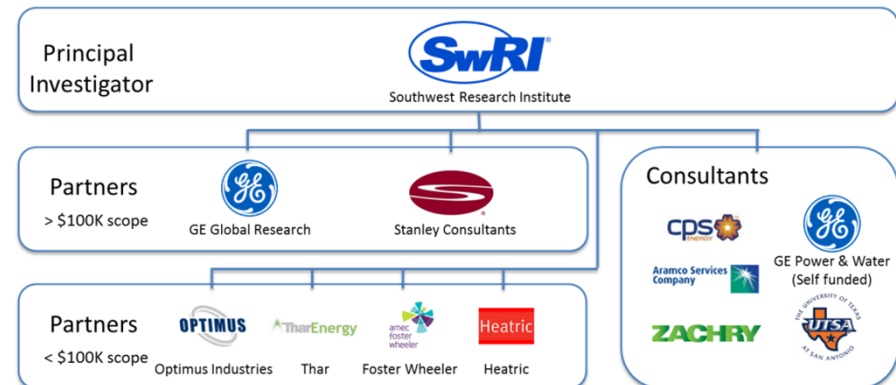 Principal
Investigator
SwRI®
Southwest Research Institute
Partners
> $100K scope
GE
GE Global Research
S
®
Stanley Consultants
Partners
< $100K scope
OPTIMUS
Optimus Industries
TharEnergy
Thar
amec
foster
wheeler
Foster Wheeler
Heatric
Heatric
Consultants
cps
ENERGY
GE
GE Power & Water
(Self funded)
Aramco Services
Company
ZACHRY
THE UNIVERSITY OF TEXAS
UTSA
AT SAN ANTONIO